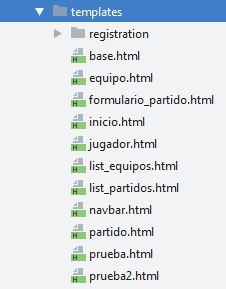 templates
registration
base.html
equipo.html
formulario_partido.html
inicio.html
jugador.html
list_equipos.html
list_partidos.html
navbar.html
partido.html
prueba.html
prueba2.html